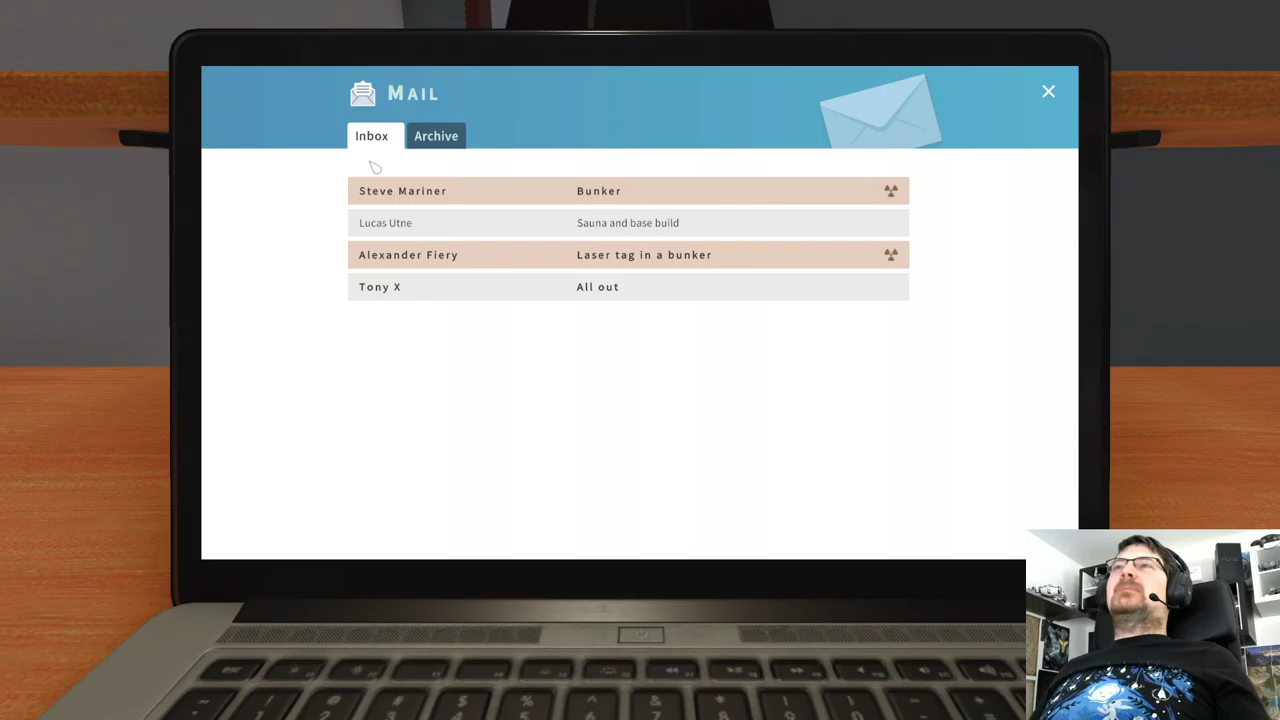 Mail
Inbox Archive
Steve Mariner Bunker
Lucas Utne Sauna and base build
Alexander Fiery Laser tag in a bunker
Tony X All out